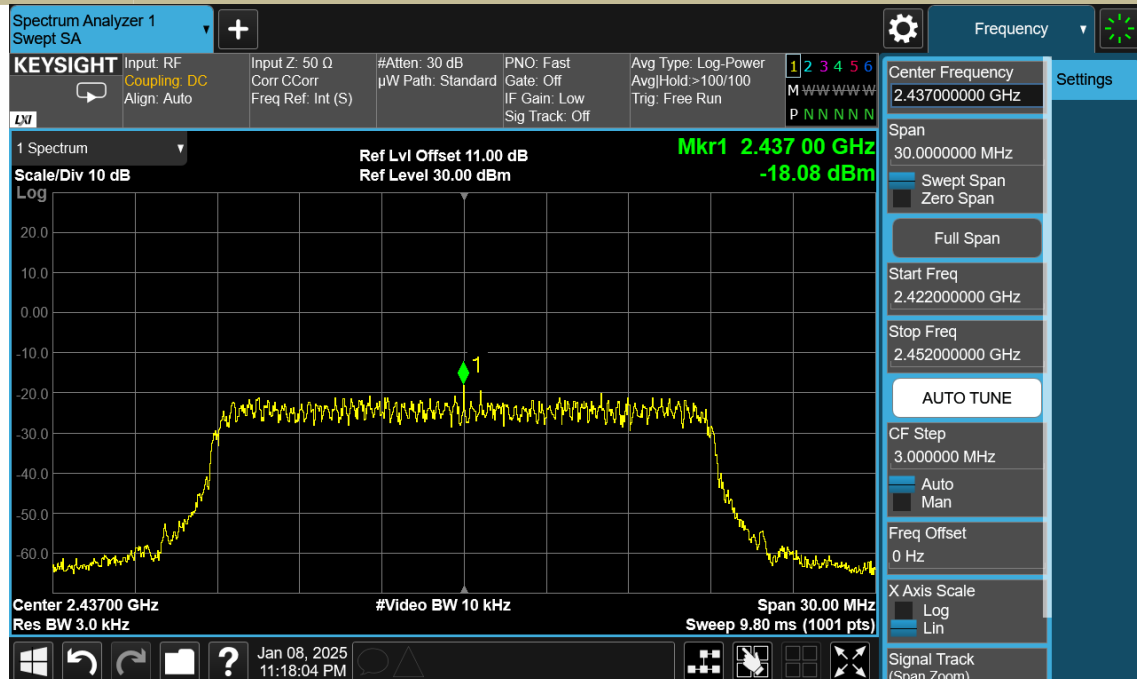 Spectrum Analyzer 1
Swept SA
+
Frequency
KEYSIGHT
LXI
Input: RF
Coupling: DC
Align: Auto
Input Z: 50 Ω
Corr CCorr
Freq Ref: Int (S)
#Atten: 30 dB
µW Path: Standard
PNO: Fast
Gate: Off
IF Gain: Low
Sig Track: Off
Avg Type: Log-Power
Avg|Hold:>100/100
Trig: Free Run
1 2 3 4 5 6
M W W W W W
P N N N N N
1 Spectrum
Scale/Div 10 dB
Ref Lvl Offset 11.00 dB
Ref Level 30.00 dBm
Mkr1 2.437 00 GHz
-18.08 dBm
Log
20.0
10.0
0.00
-10.0
-20.0
-30.0
-40.0
-50.0
-60.0
1
Center 2.43700 GHz
Res BW 3.0 kHz
#Video BW 10 kHz
Span 30.00 MHz
Sweep 9.80 ms (1001 pts)
?
Jan 08, 2025
11:18:04 PM
Center Frequency
2.437000000 GHz
Span
30.0000000 MHz
Swept Span
Zero Span
Full Span
Start Freq
2.422000000 GHz
Stop Freq
2.452000000 GHz
AUTO TUNE
CF Step
3.000000 MHz
Auto
Man
Freq Offset
0 Hz
X Axis Scale
Log
Lin
Signal Track
(Span Zoom)
Settings